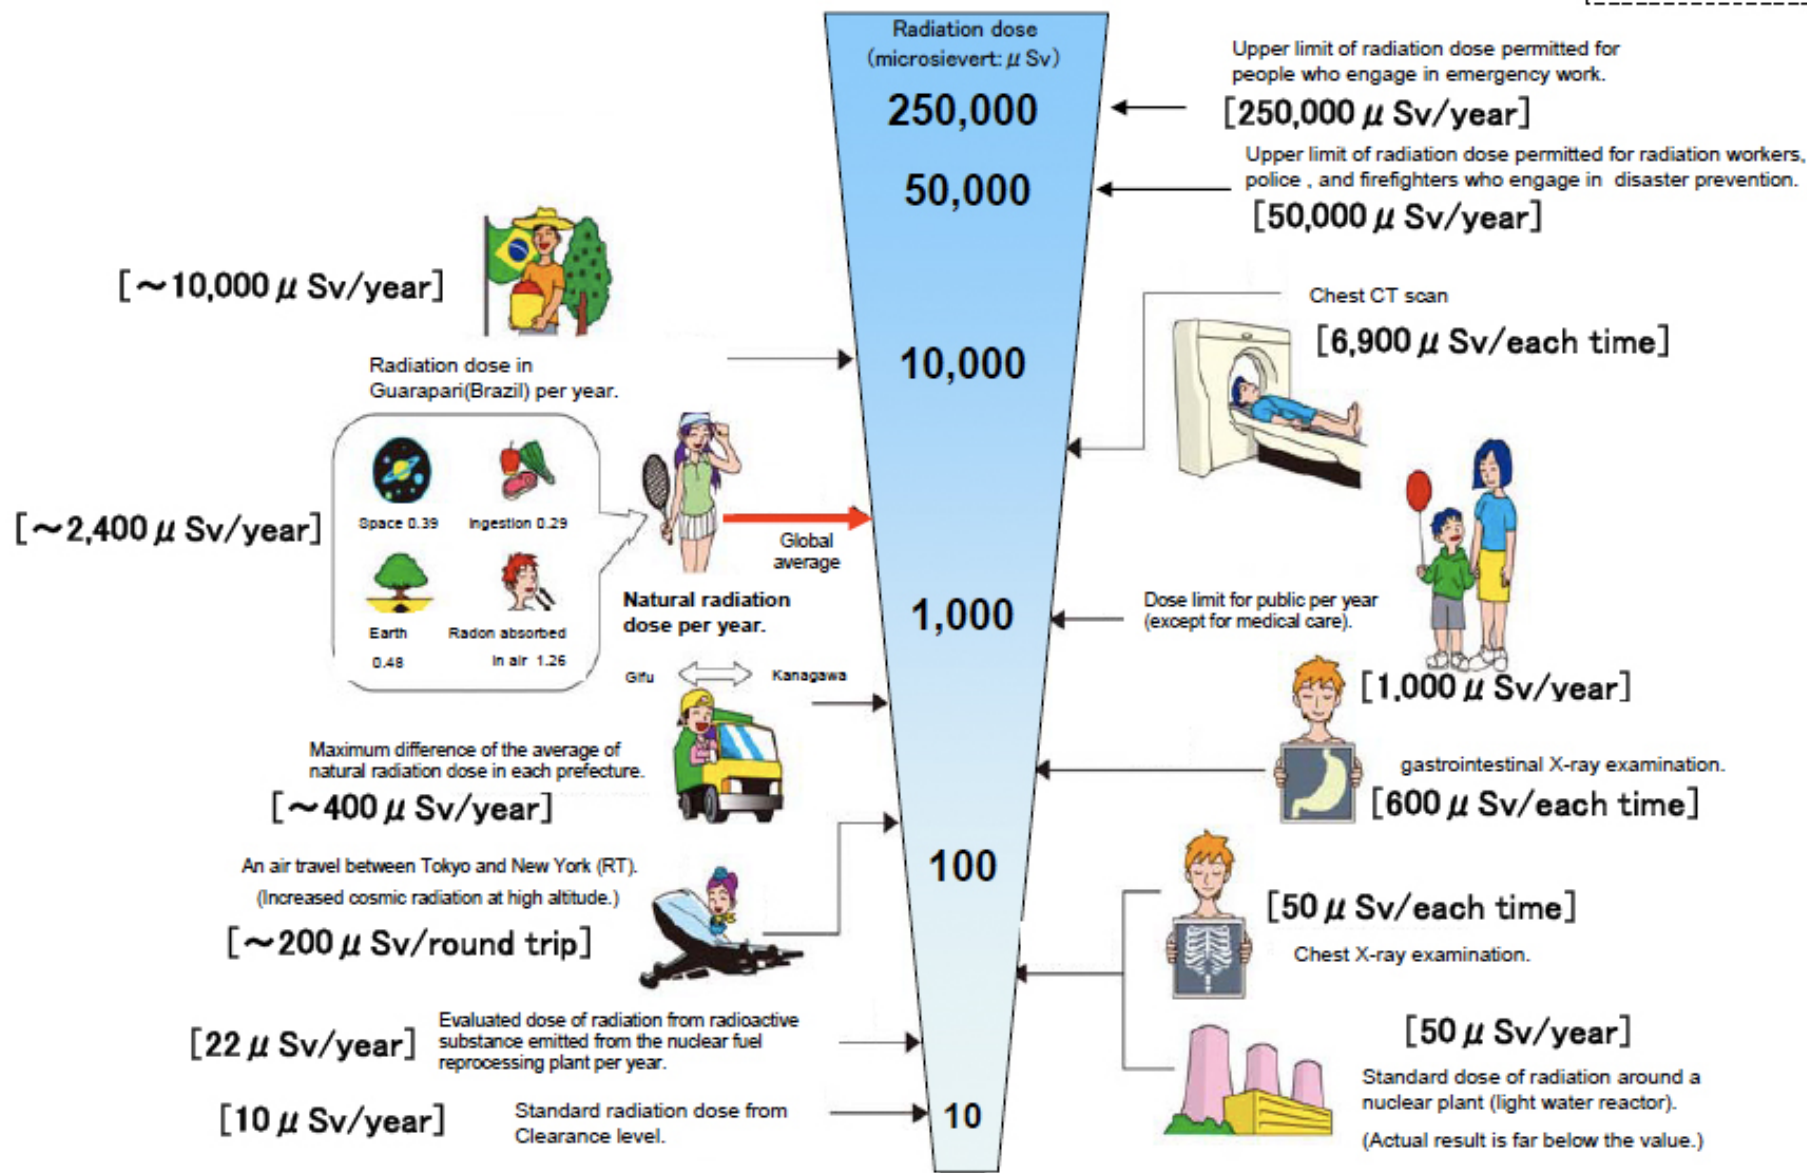 Radiation dose
(microsievert: μ Sv)
250,000
50,000
10,000
1,000
100
10
[~10,000 μ Sv/year]
Radiation dose in
Guarapari(Brazil) per year.
[~2,400 μ Sv/year]
Space 0.39
Ingestion 0.29
Earth
0.48
Radon absorbed
In air 1.26
Global
average
Natural radiation
dose per year.
Gifu
Kanagawa
Maximum difference of the average of
natural radiation dose in each prefecture.
[~400 μ Sv/year]
An air travel between Tokyo and New York (RT).
(Increased cosmic radiation at high altitude.)
[~200 μ Sv/round trip]
[22 μ Sv/year]
Evaluated dose of radiation from radioactive
substance emitted from the nuclear fuel
reprocessing plant per year.
[10 μ Sv/year]
Standard radiation dose from
Clearance level.
Upper limit of radiation dose permitted for
people who engage in emergency work.
[250,000 μ Sv/year]
Upper limit of radiation dose permitted for radiation workers,
police , and firefighters who engage in disaster prevention.
[50,000 μ Sv/year]
Chest CT scan
[6,900 μ Sv/each time]
Dose limit for public per year
(except for medical care).
[1,000 μ Sv/year]
gastrointestinal X-ray examination.
[600 μ Sv/each time]
[50 μ Sv/each time]
Chest X-ray examination.
[50 μ Sv/year]
Standard dose of radiation around a
nuclear plant (light water reactor).
(Actual result is far below the value.)